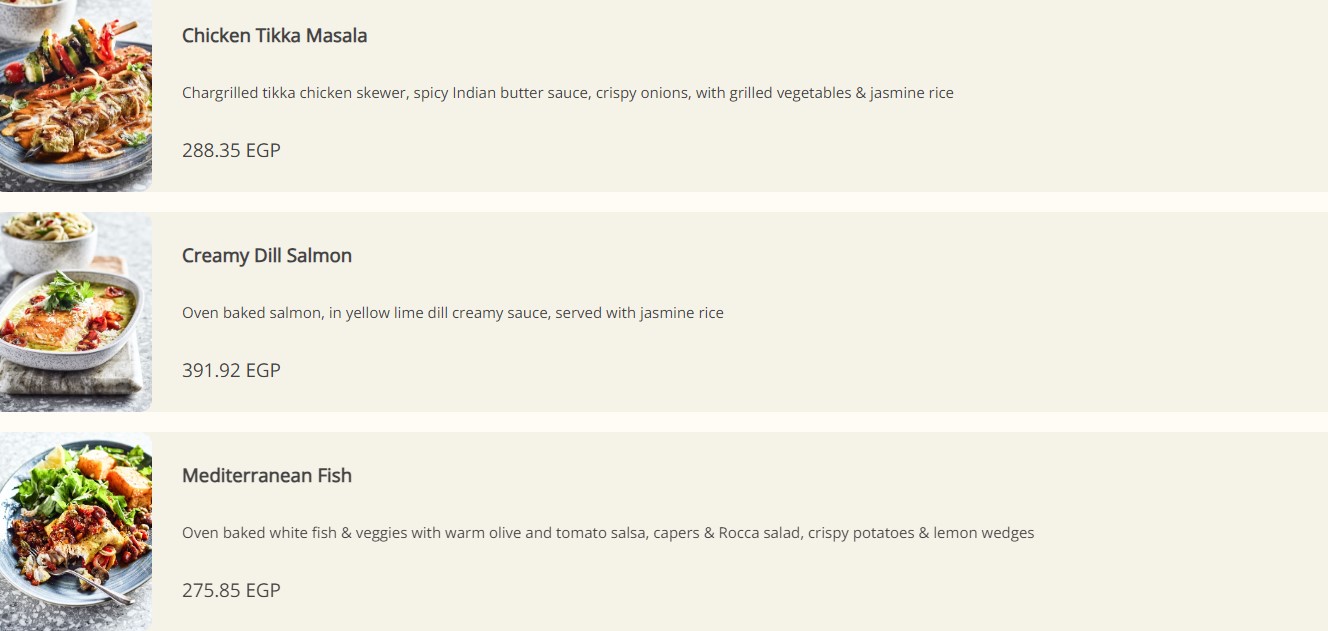 Chicken Tikka Masala
Chargrilled tikka chicken skewer, spicy Indian butter sauce, crispy onions, with grilled vegetables & jasmine rice
288.35 EGP
Creamy Dill Salmon
Oven baked salmon, in yellow lime dill creamy sauce, served with jasmine rice
391.92 EGP
Mediterranean Fish
Oven baked white fish & veggies with warm olive and tomato salsa, capers & Rocca salad, crispy potatoes & lemon wedges
275.85 EGP